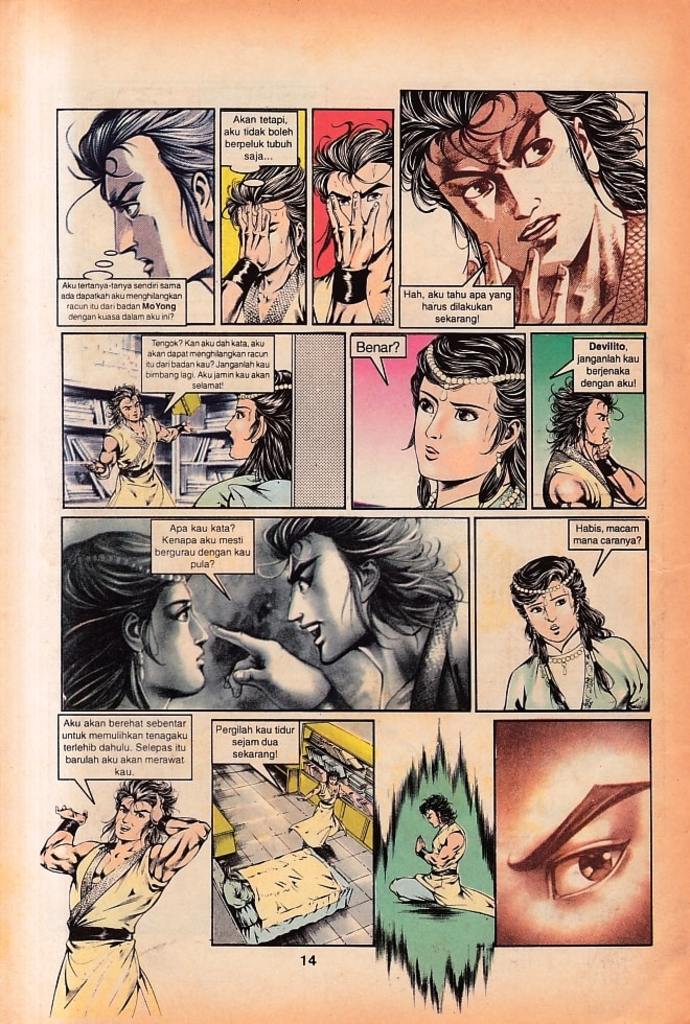 Aku tertanya-tanya sendiri sama
ada dapatkah aku menghilangkan
racun itu dari badan MoYong
dengan kuasa dalam aku ini?
Akan tetapi,
aku tidak boleh
berpeluk tubuh
saja...
Hah, aku tahu apa yang
harus dilakukan
sekarang!
Tengok? Kan aku dah kata, aku
akan dapat menghilangkan racun
itu dari badan kau? Janganlah kau
bimbang lagi. Aku jamin kau akan
selamat!
Benar?
Devilito,
janganlah kau
berjenaka
dengan aku!
Apa kau kata?
Kenapa aku mesti
bergurau dengan kau
pula?
Habis, macam
mana caranya?
Aku akan berehat sebentar
untuk memulihkan tenagaku
terlehib dahulu. Selepas itu
barulah aku akan merawat
kau.
Pergilah kau tidur
sejam dua
sekarang!
14